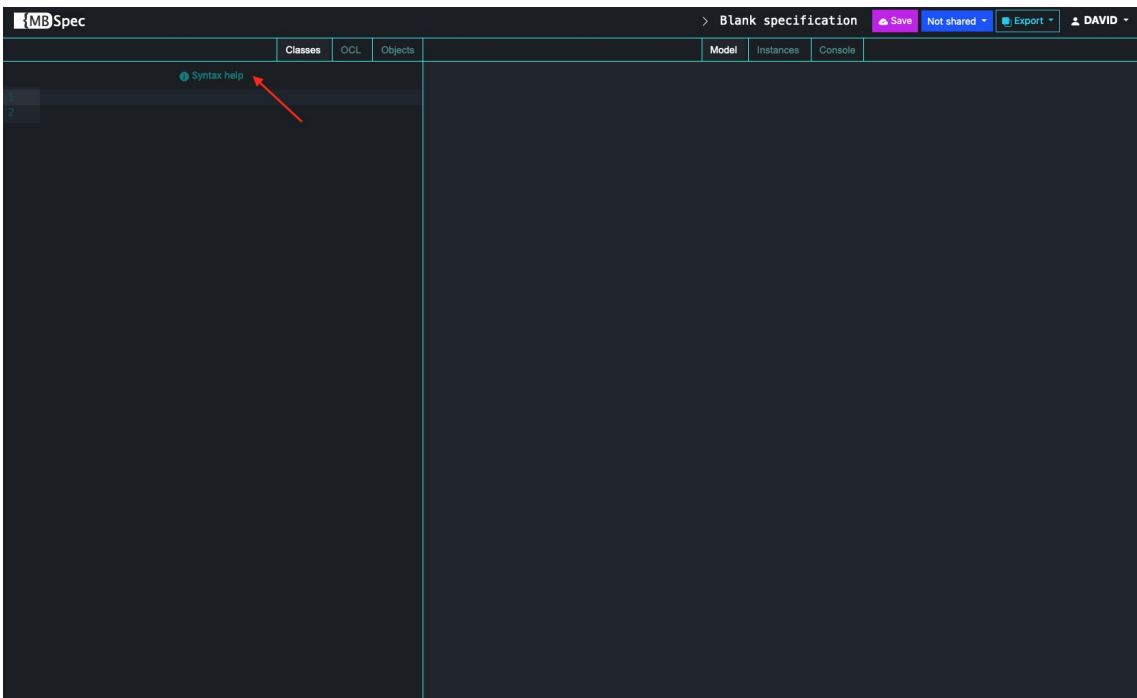 {MB}Spec
> Blank specification Save Not shared Export DAVID
Classes OCL Objects Model Instances Console
Syntax help
1
2